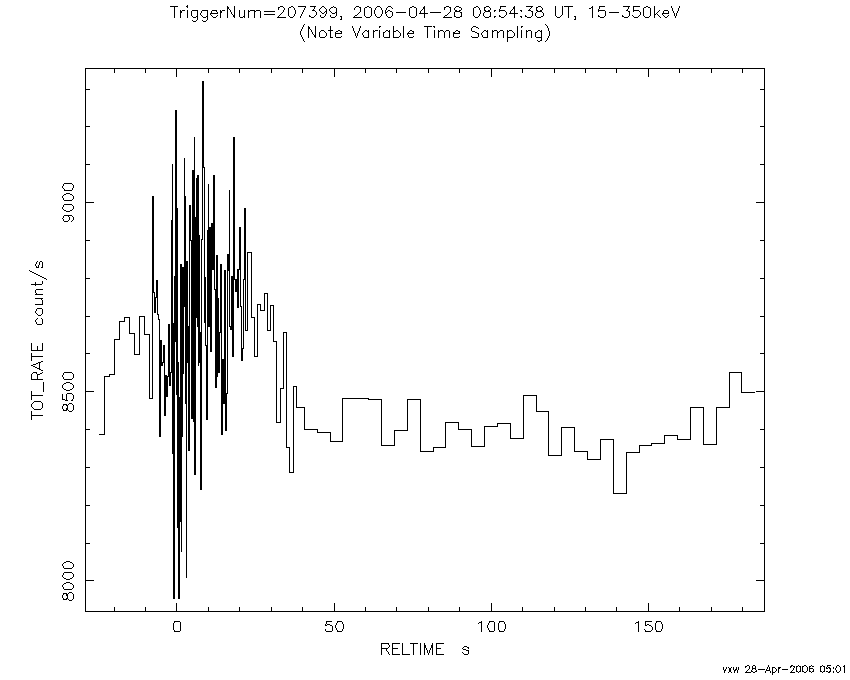 TriggerNum=207399, 2006-04-28 08:54:38 UT, 15-350keV
(Note Variable Time Sampling)
9000
8500
8000
TOT_RATE count/s
0 50 100 150
RELTIME s
vxw 28-Apr-2006 05:01